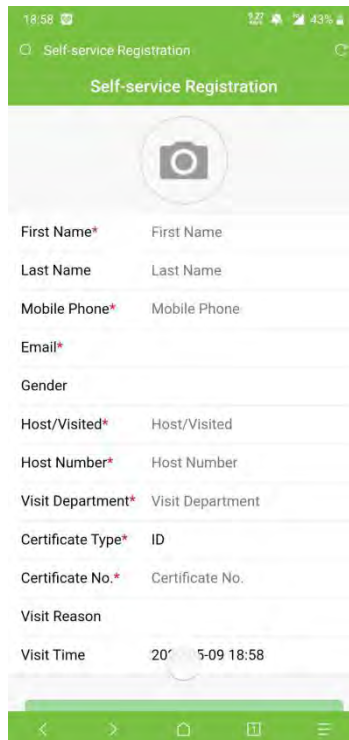 18:58 43%
Self-service Registration
Self-service Registration
First Name* First Name
Last Name Last Name
Mobile Phone* Mobile Phone
Email*
Gender
Host/Visited* Host/Visited
Host Number* Host Number
Visit Department* Visit Department
Certificate Type* ID
Certificate No.* Certificate No.
Visit Reason
Visit Time 18:58